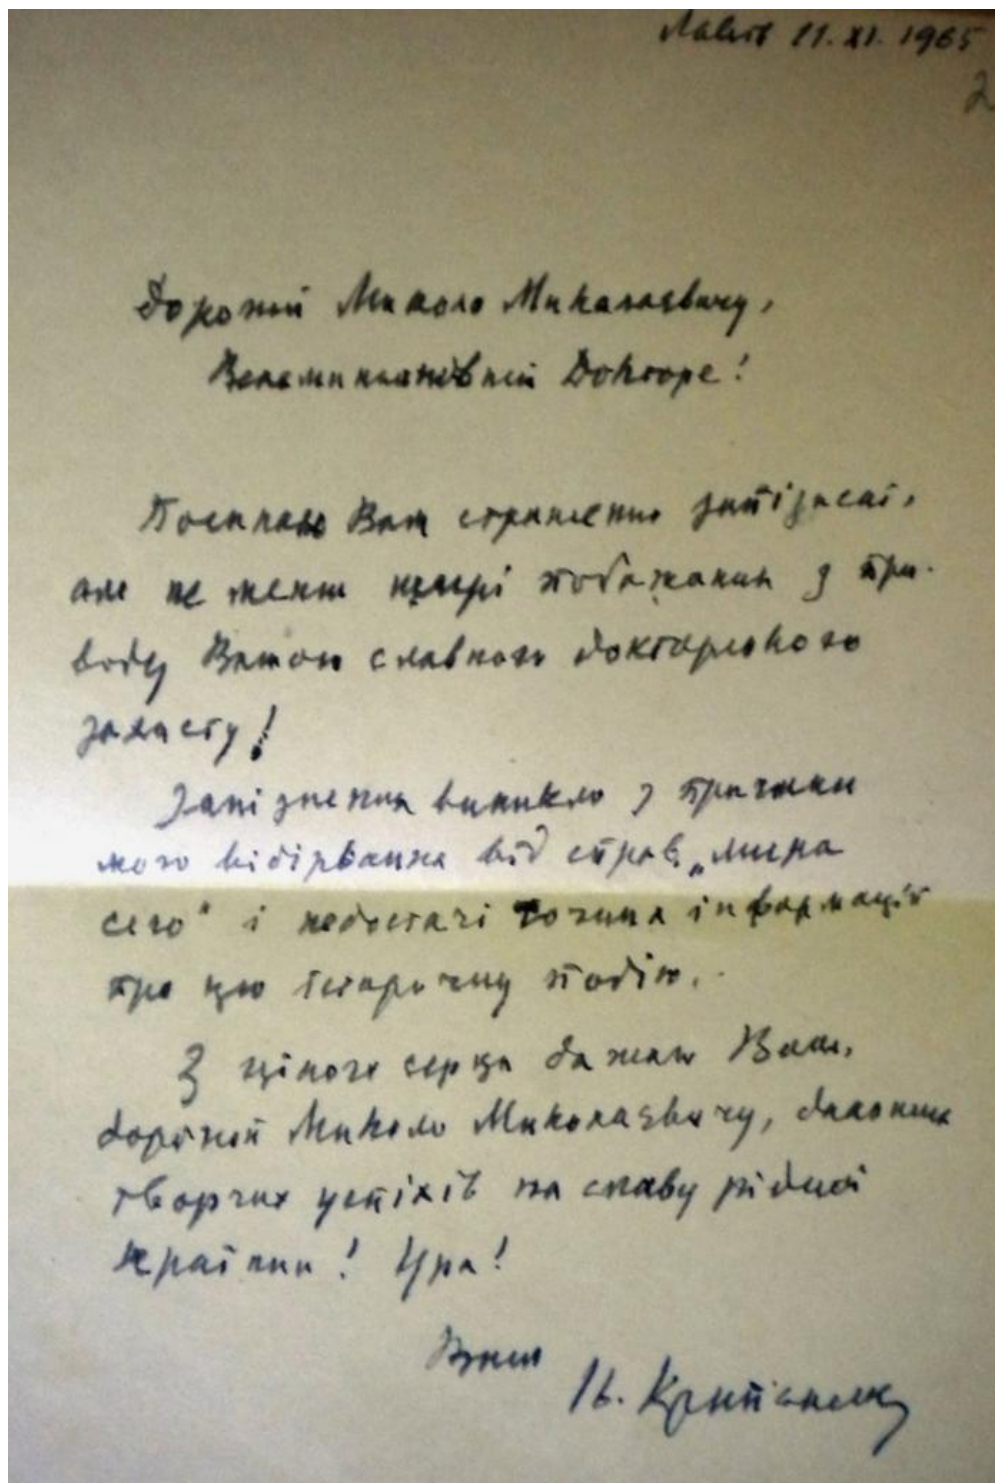 Львів 11. XI. 1965
2
Дорогий Миколо Миколаєвичу,
Вельмишановний Докторе!
Посилаю Вам страшенно запізнені,
але не менш щирі побажання з при-
воду Вашого славного докторського
захисту!
Запізнення виникло з причини
мого відірвання від справ „мира
сего" і недостачі точних інформацій
про цю історичну подію.
З цілого серця бажаю Вам,
дорогий Миколо Миколаєвичу, дальших
творчих успіхів на славу рідної
країни! Ура!
Ваш
Ів. Крип'якевич